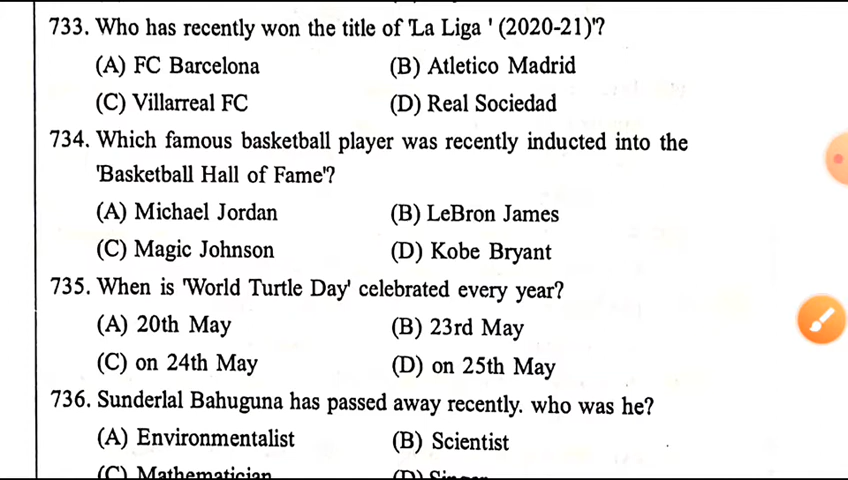 733. Who has recently won the title of 'La Liga ' (2020-21)'?
(A) FC Barcelona (B) Atletico Madrid
(C) Villarreal FC (D) Real Sociedad
734. Which famous basketball player was recently inducted into the
'Basketball Hall of Fame'?
(A) Michael Jordan (B) LeBron James
(C) Magic Johnson (D) Kobe Bryant
735. When is 'World Turtle Day' celebrated every year?
(A) 20th May (B) 23rd May
(C) on 24th May (D) on 25th May
736. Sunderlal Bahuguna has passed away recently. who was he?
(A) Environmentalist (B) Scientist
(C) Mathematician (D) Singer